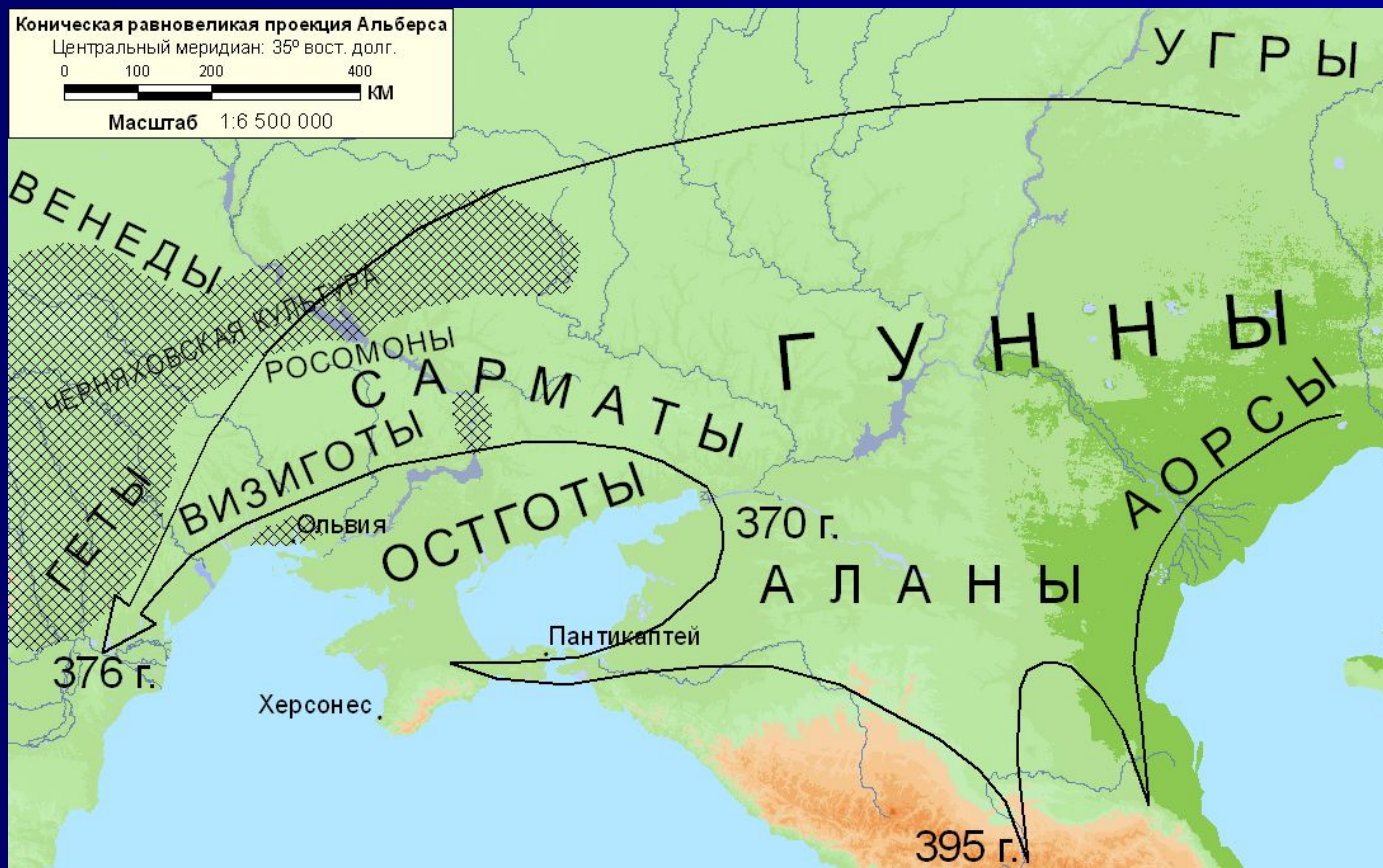 Коническая равновеликая проекция Альберса
Центральный меридиан: 35º вост. долг.
0 100 200 400
КМ
Масштаб 1:6 500 000
УГРЫ
ВЕНЕДЫ
ЧЕРНЯХОВСКАЯ КУЛЬТУРА
РОСОМОНЫ
САРМАТЫ
ГУННЫ
АОРСЫ
ВИЗИГОТЫ
ГЕТЫ
Ольвия
ОСТГОТЫ
370 г.
АЛАНЫ
Пантикаптей
376 г.
Херсонес
395 г.